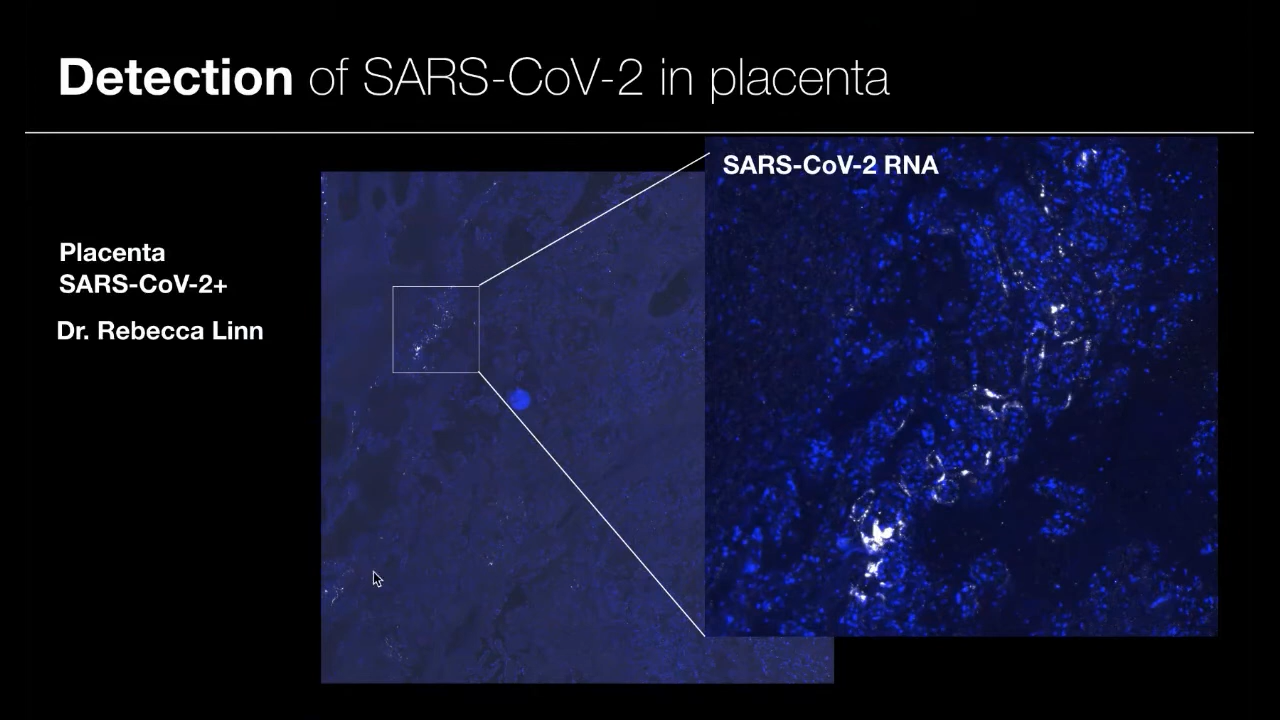 Detection of SARS-CoV-2 in placenta
SARS-CoV-2 RNA
Placenta
SARS-CoV-2+
Dr. Rebecca Linn